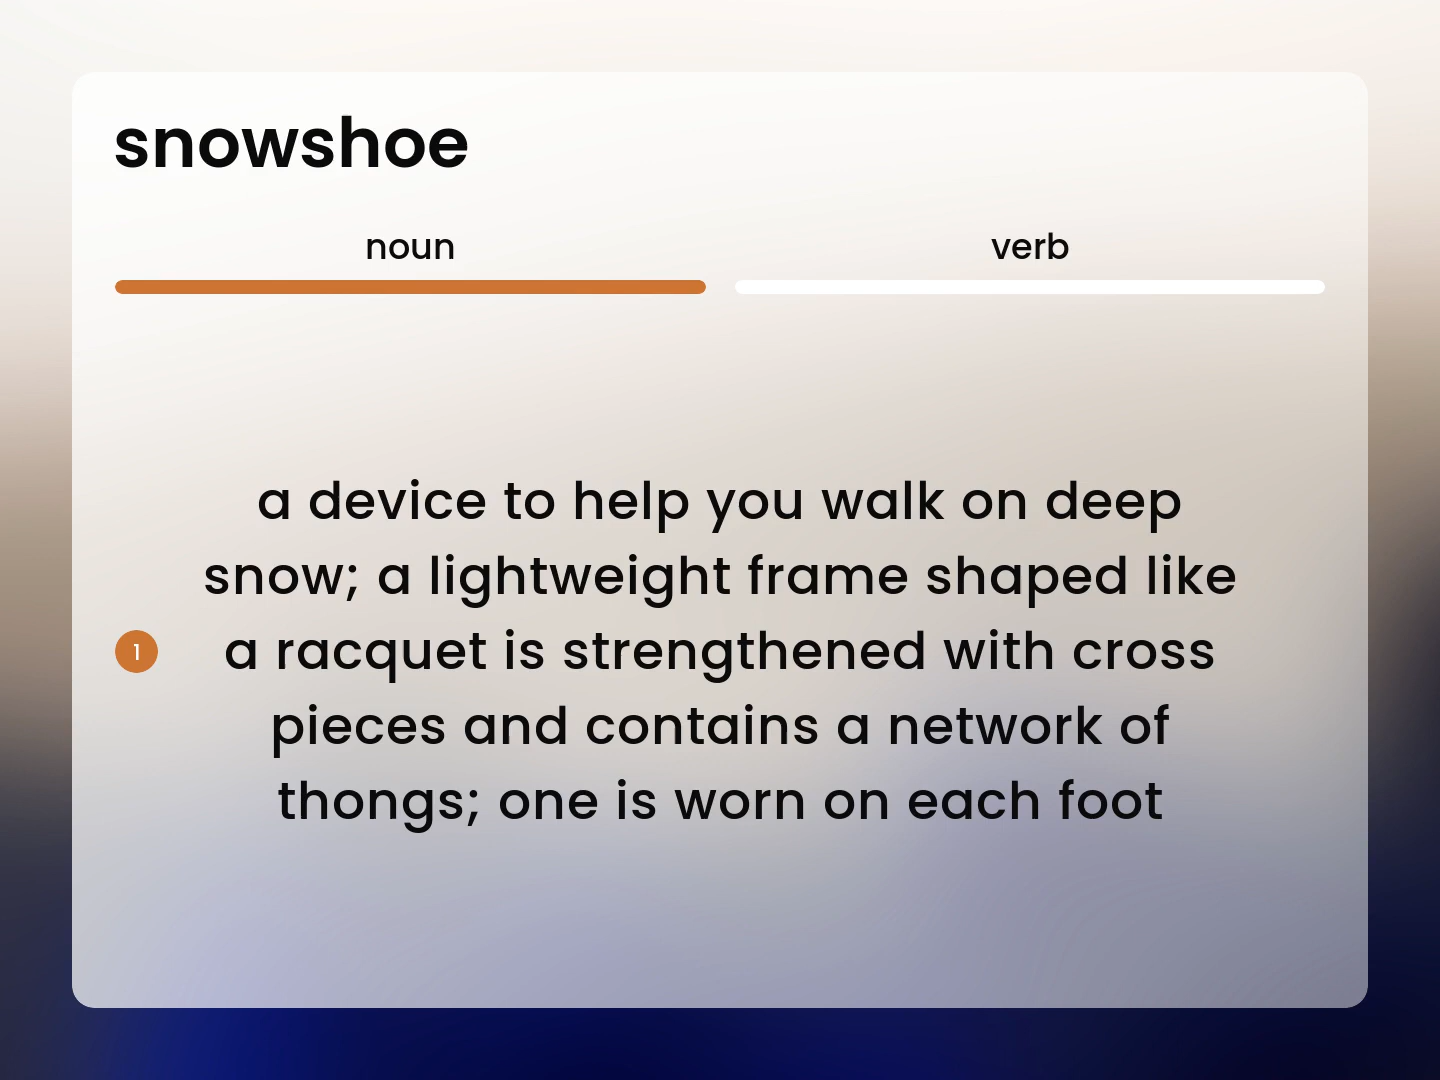 snowshoe
noun
verb
a device to help you walk on deep
snow; a lightweight frame shaped like
1
a racquet is strengthened with cross
pieces and contains a network of
thongs; one is worn on each foot